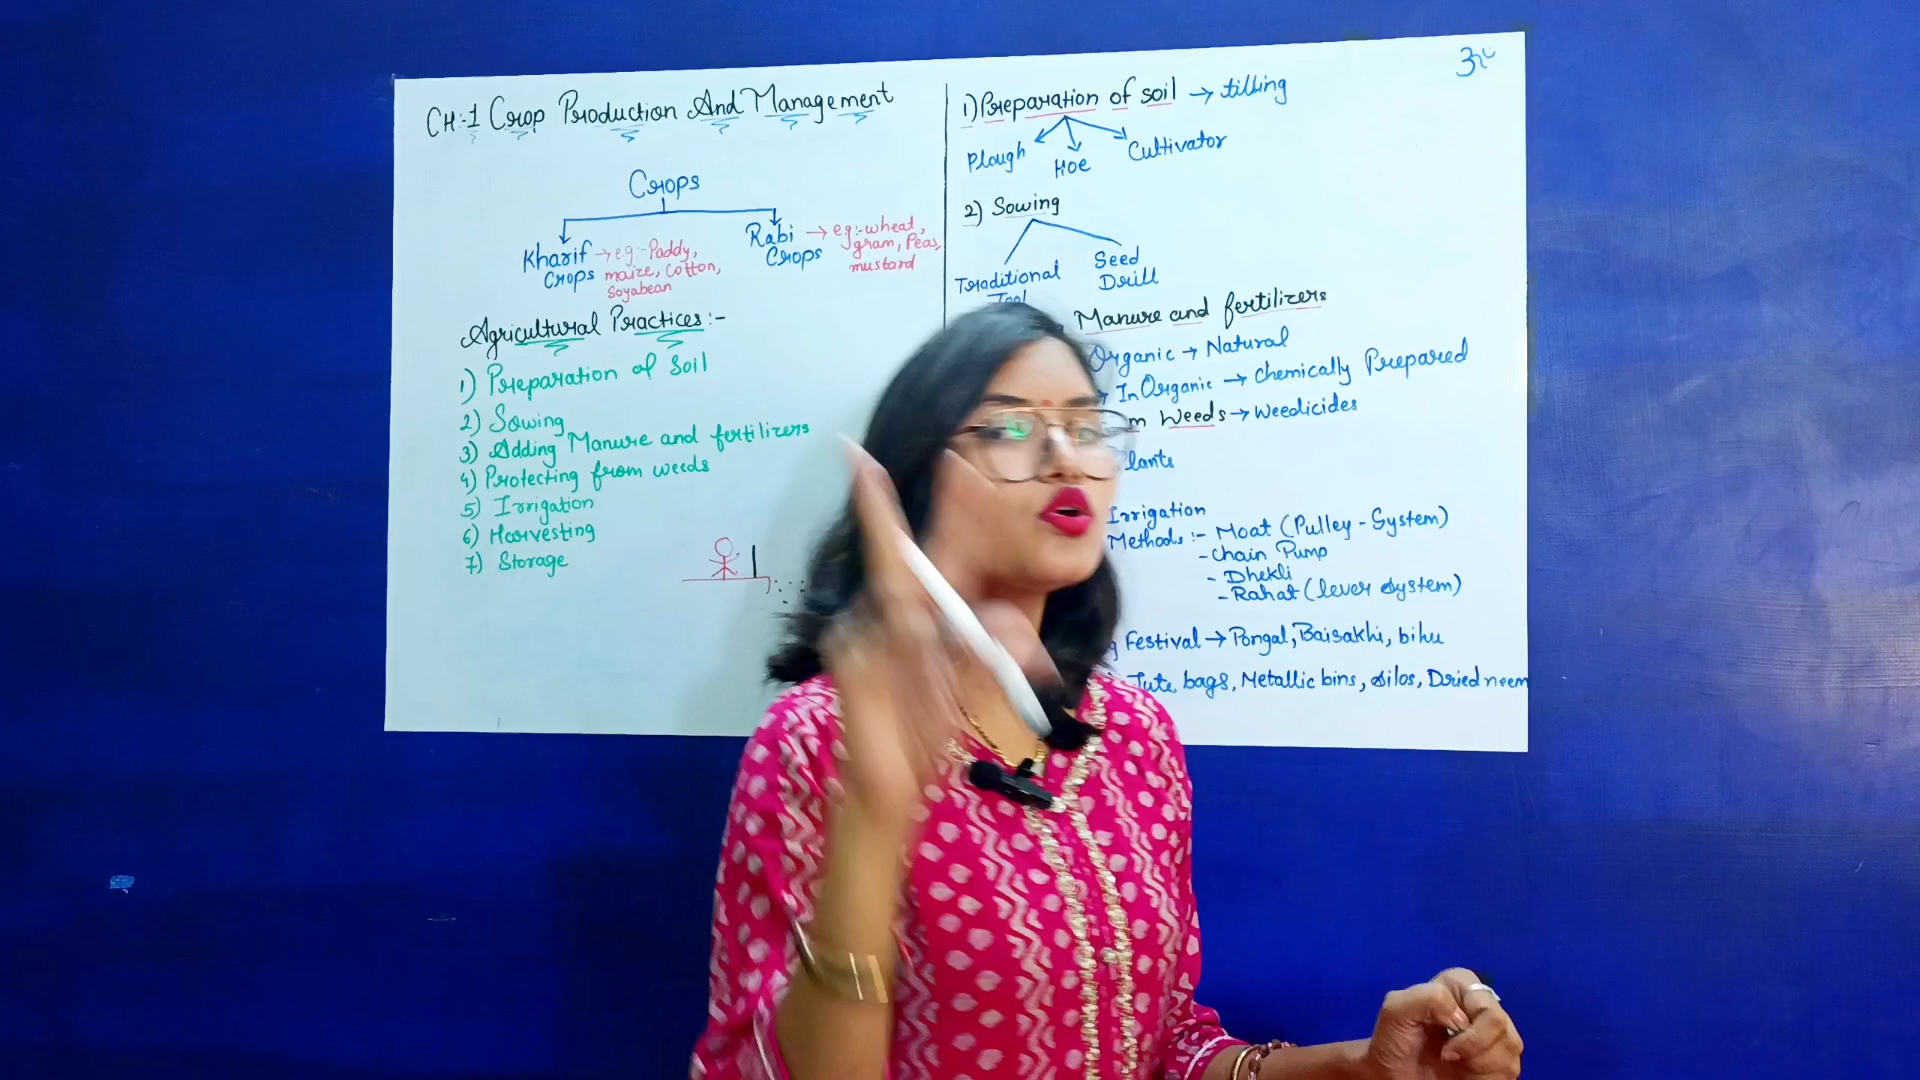 CH:-1 Crop Production And Management
Crops
Kharif Crops → eg:- Paddy, maize, Cotton, Soyabean
Rabi Crops → eg:- wheat, gram, Peas, mustard
Agricultural Practices:-
1) Preparation of Soil
2) Sowing
3) Adding Manure and fertilizers
4) Protecting from weeds
5) Irrigation
6) Harvesting
7) Storage
1) Preparation of soil → tilling
Plough Hoe Cultivator
2) Sowing
Traditional Tool
Seed Drill
Manure and fertilizers
Organic → Natural
→ InOrganic → chemically Prepared
Weeds → Weedicides
Plants
Irrigation
Methods :- Moat (Pulley - System)
- Chain Pump
- Dhekli
- Rahat (lever system)
Festival → Pongal, Baisakhi, bihu
Jute bags, Metallic bins, silos, Dried neem